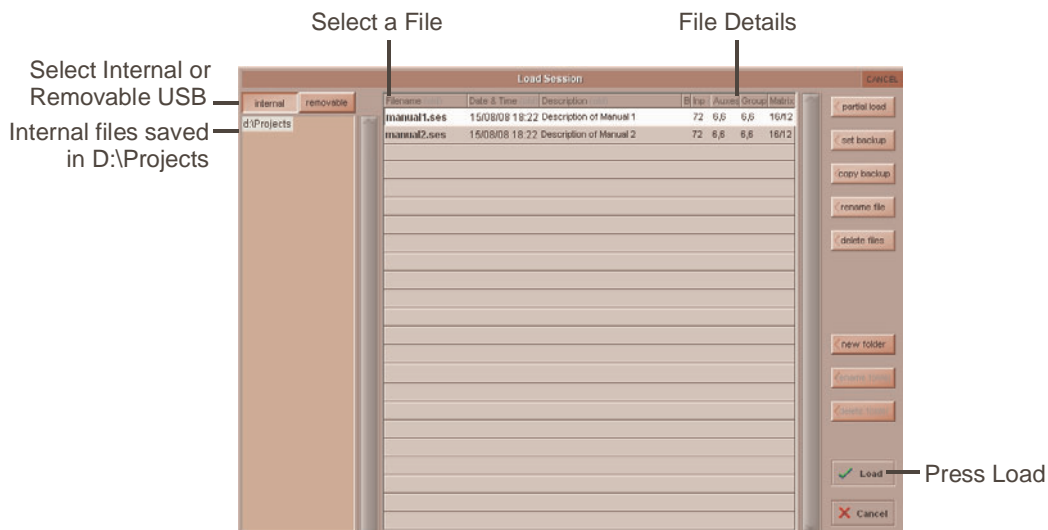 Select a File
File Details
Select Internal or
Removable USB
Internal files saved
in D:\Projects
Load Session
CANCEL
internal
removable
d:\Projects
Filename
Date & Time
Description
B
Inp
Auxes
Group
Matrix
manual1.ses 15/08/08 18:22 Description of Manual 1 72 6,6 6,6 16/12
manual2.ses 15/08/08 18:22 Description of Manual 2 72 6,6 6,6 16/12
partial load
set backup
copy backup
rename file
delete files
new folder
Load
Press Load
Cancel